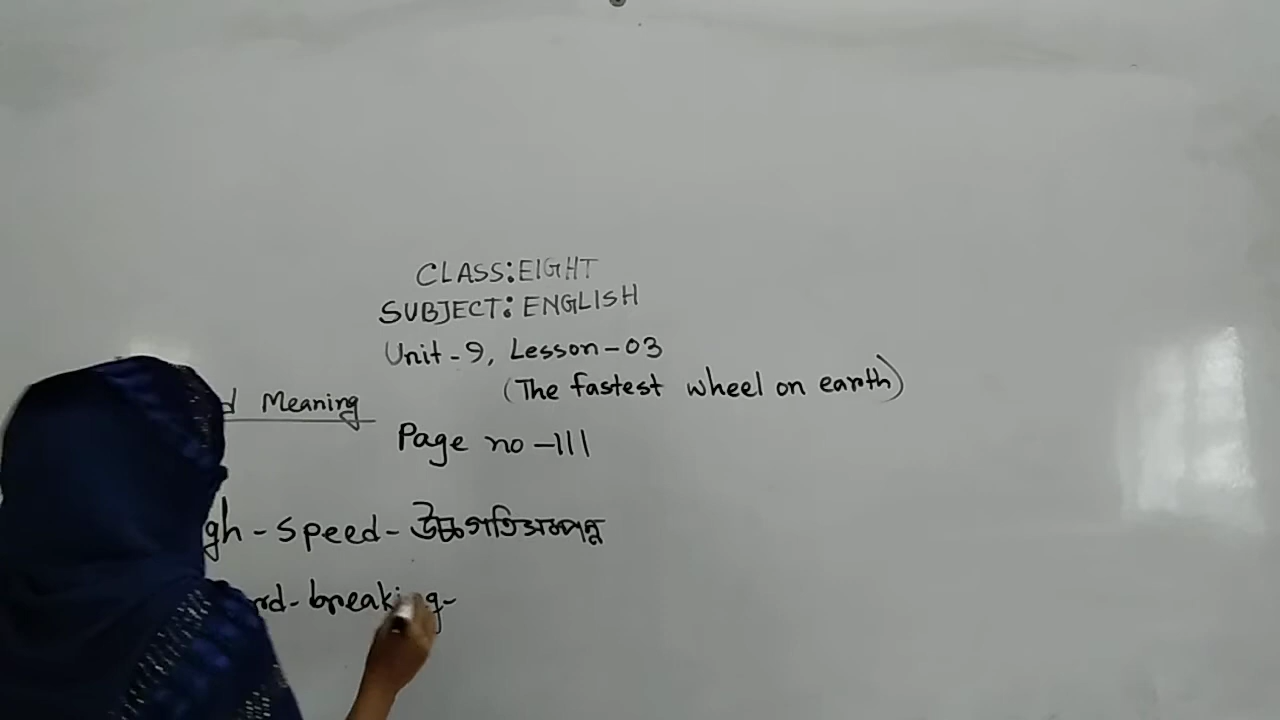 CLASS: EIGHT
SUBJECT: ENGLISH
Unit-9, Lesson-03
(The fastest wheel on earth)
Meaning
Page no-111
gh-speed-উচ্চগতিসম্পন্ন
rd-breaking-